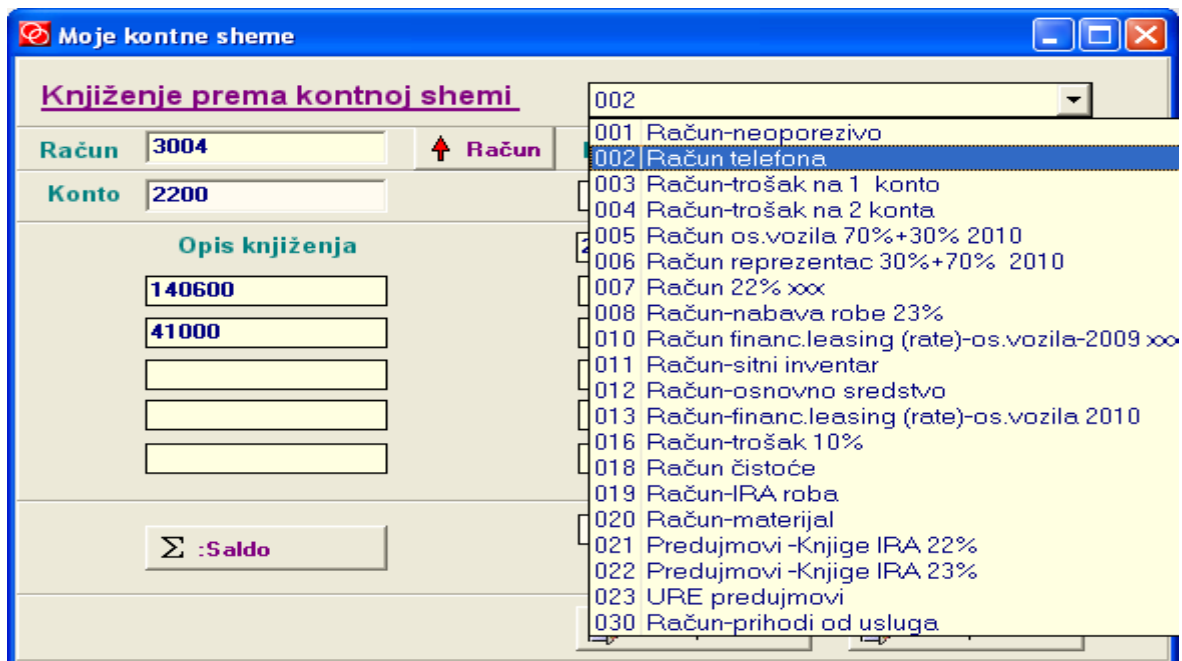 Moje kontne sheme
Knjiženje prema kontnoj shemi
002
Račun
3004
Račun
Konto
2200
Opis knjiženja
140600
41000
Σ :Saldo
001 Račun-neoporezivo
002 Račun telefona
003 Račun-trošak na 1 konto
004 Račun-trošak na 2 konta
005 Račun os.vozila 70%+30% 2010
006 Račun reprezentac 30%+70% 2010
007 Račun 22% xxx
008 Račun-nabava robe 23%
010 Račun financ.leasing (rate)-os.vozila-2009 xxx
011 Račun-sitni inventar
012 Račun-osnovno sredstvo
013 Račun-financ.leasing (rate)-os.vozila 2010
016 Račun-trošak 10%
018 Račun čistoće
019 Račun-IRA roba
020 Račun-materijal
021 Predujmovi -Knjige IRA 22%
022 Predujmovi -Knjige IRA 23%
023 URE predujmovi
030 Račun-prihodi od usluga